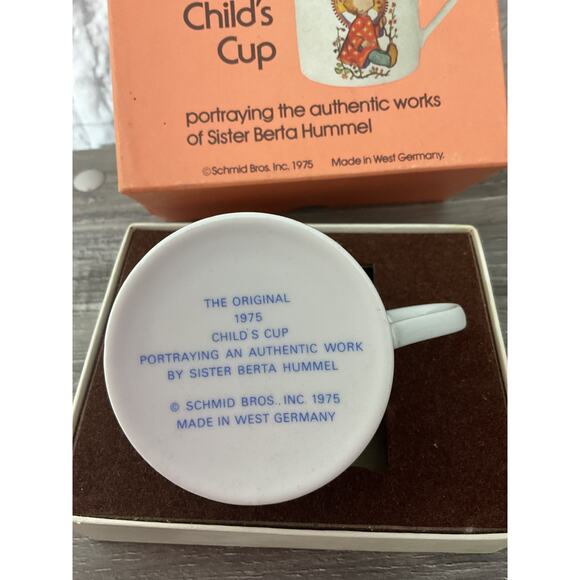 Child's
Cup
portraying the authentic works
of Sister Berta Hummel
©Schmid Bros. Inc. 1975 Made in West Germany.
THE ORIGINAL
1975
CHILD'S CUP
PORTRAYING AN AUTHENTIC WORK
BY SISTER BERTA HUMMEL
© SCHMID BROS., INC. 1975
MADE IN WEST GERMANY